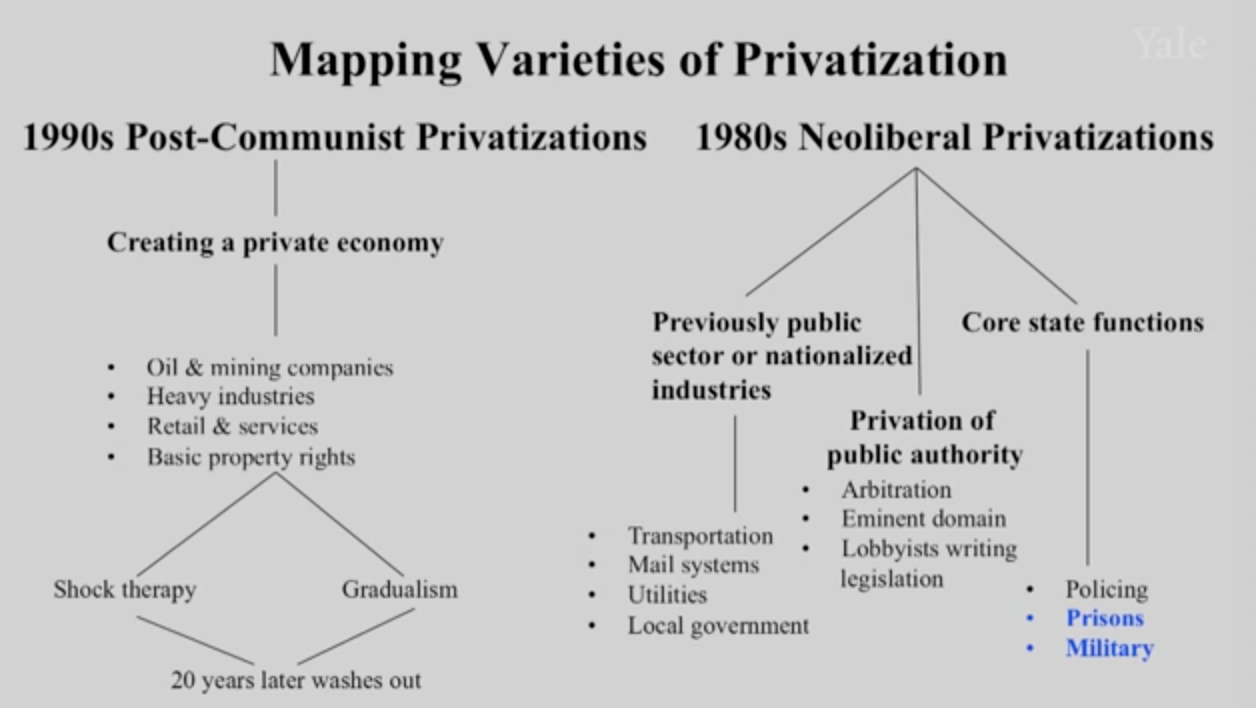 Yale
Mapping Varieties of Privatization
1990s Post-Communist Privatizations
Creating a private economy
• Oil & mining companies
• Heavy industries
• Retail & services
• Basic property rights
Shock therapy
Gradualism
20 years later washes out
1980s Neoliberal Privatizations
Previously public
sector or nationalized
industries
• Transportation
• Mail systems
• Utilities
• Local government
Privation of
public authority
• Arbitration
• Eminent domain
• Lobbyists writing
legislation
Core state functions
• Policing
• Prisons
• Military